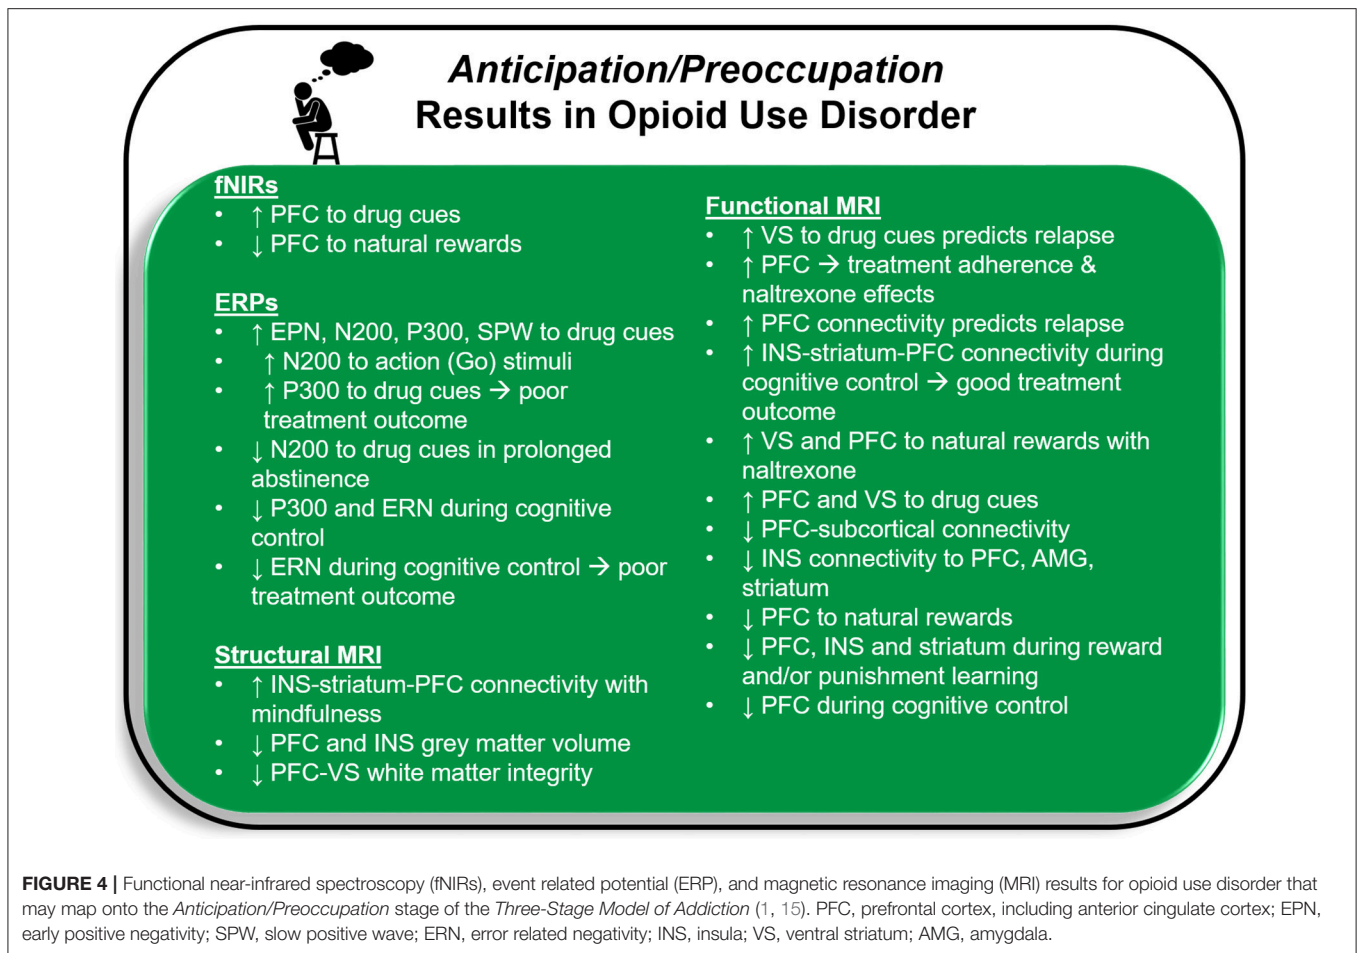 Anticipation/Preoccupation
Results in Opioid Use Disorder
fNIRs
• ↑ PFC to drug cues
• ↓ PFC to natural rewards
ERPs
• ↑ EPN, N200, P300, SPW to drug cues
• ↑ N200 to action (Go) stimuli
• ↑ P300 to drug cues → poor
treatment outcome
• ↓ N200 to drug cues in prolonged
abstinence
• ↓ P300 and ERN during cognitive
control
• ↓ ERN during cognitive control → poor
treatment outcome
Structural MRI
• ↑ INS-striatum-PFC connectivity with
mindfulness
• ↓ PFC and INS grey matter volume
• ↓ PFC-VS white matter integrity
Functional MRI
• ↑ VS to drug cues predicts relapse
• ↑ PFC → treatment adherence &
naltrexone effects
• ↑ PFC connectivity predicts relapse
• ↑ INS-striatum-PFC connectivity during
cognitive control → good treatment
outcome
• ↑ VS and PFC to natural rewards with
naltrexone
• ↑ PFC and VS to drug cues
• ↓ PFC-subcortical connectivity
• ↓ INS connectivity to PFC, AMG,
striatum
• ↓ PFC to natural rewards
• ↓ PFC, INS and striatum during reward
and/or punishment learning
• ↓ PFC during cognitive control
FIGURE 4 | Functional near-infrared spectroscopy (fNIRs), event related potential (ERP), and magnetic resonance imaging (MRI) results for opioid use disorder that
may map onto the Anticipation/Preoccupation stage of the Three-Stage Model of Addiction (1, 15). PFC, prefrontal cortex, including anterior cingulate cortex; EPN,
early positive negativity; SPW, slow positive wave; ERN, error related negativity; INS, insula; VS, ventral striatum; AMG, amygdala.